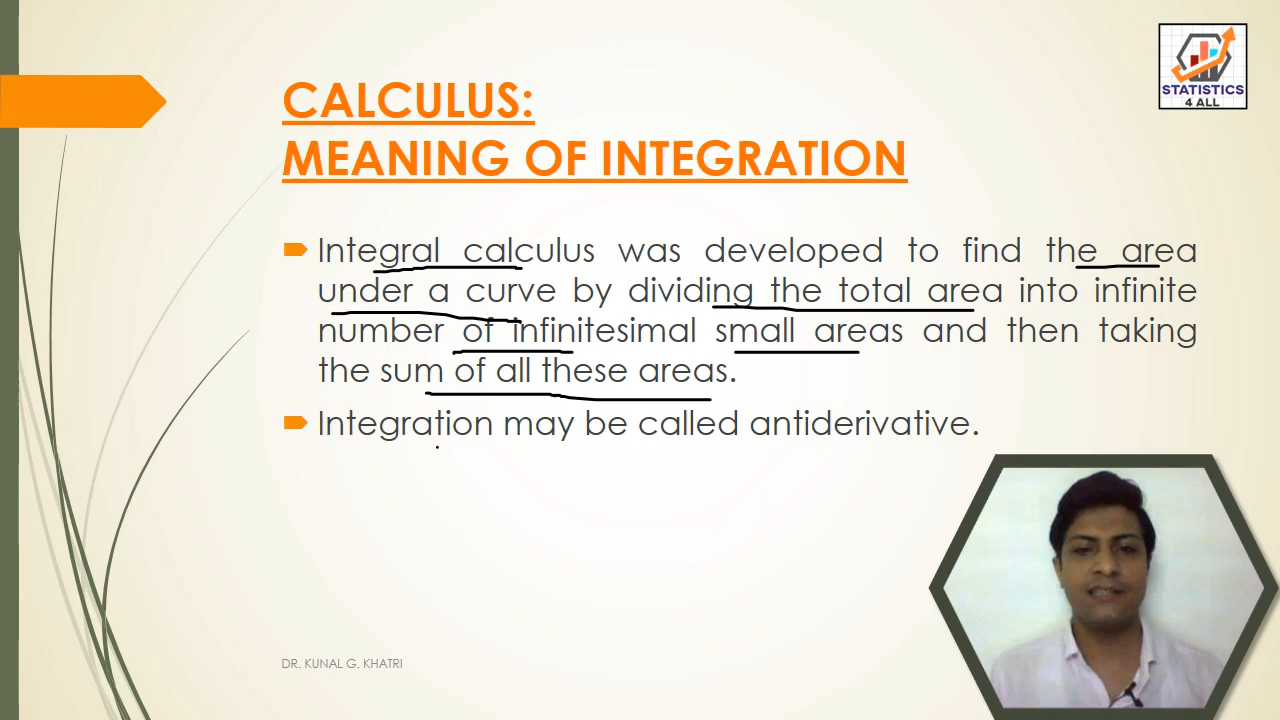 STATISTICS
4 ALL
CALCULUS:
MEANING OF INTEGRATION
Integral calculus was developed to find the area
under a curve by dividing the total area into infinite
number of infinitesimal small areas and then taking
the sum of all these areas.
Integration may be called antiderivative.
DR. KUNAL G. KHATRI